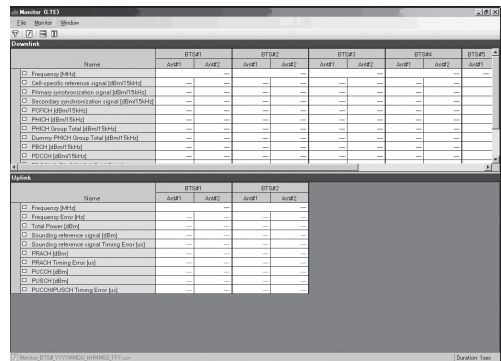 Monitor (LTE)
File Monitor Window
Downlink
BTS#1 BTS#2 BTS#3 BTS#4 BTS#5
Name Ant#1 Ant#2 Ant#1 Ant#2 Ant#1 Ant#2 Ant#1 Ant#2 Ant#1
Frequency [MHz] --- --- --- --- ---
Cell-specific reference signal [dBm/15kHz] --- --- --- --- --- --- --- ---
Primary synchronization signal [dBm/15kHz] --- --- --- --- --- --- --- ---
Secondary synchronization signal [dBm/15kHz] --- --- --- --- --- --- --- ---
PCFICH [dBm/15kHz] --- --- --- --- --- --- --- ---
PHICH [dBm/15kHz] --- --- --- --- --- --- --- ---
PHICH Group Total [dBm/15kHz] --- --- --- --- --- --- --- ---
Dummy PHICH Group Total [dBm/15kHz] --- --- --- --- --- --- --- ---
PBCH [dBm/15kHz] --- --- --- --- --- --- --- ---
PDCCH [dBm/15kHz] --- --- --- --- --- --- --- ---
Uplink
BTS#1 BTS#2
Name Ant#1 Ant#2 Ant#1 Ant#2
Frequency [MHz] --- ---
Frequency Error [Hz] --- --- --- ---
Total Power [dBm] --- --- --- ---
Sounding reference signal [dBm] --- --- --- ---
Sounding reference signal Timing Error [us] --- --- --- ---
PRACH [dBm] --- --- --- ---
PRACH Timing Error [us] --- --- --- ---
PUCCH [dBm] --- --- --- ---
PUSCH [dBm] --- --- --- ---
PUCCH/PUSCH Timing Error [us] --- --- --- ---
Monitor_BTS#_YYYYMMDD_HHMMSS_FFF.csv Duration: 1sec